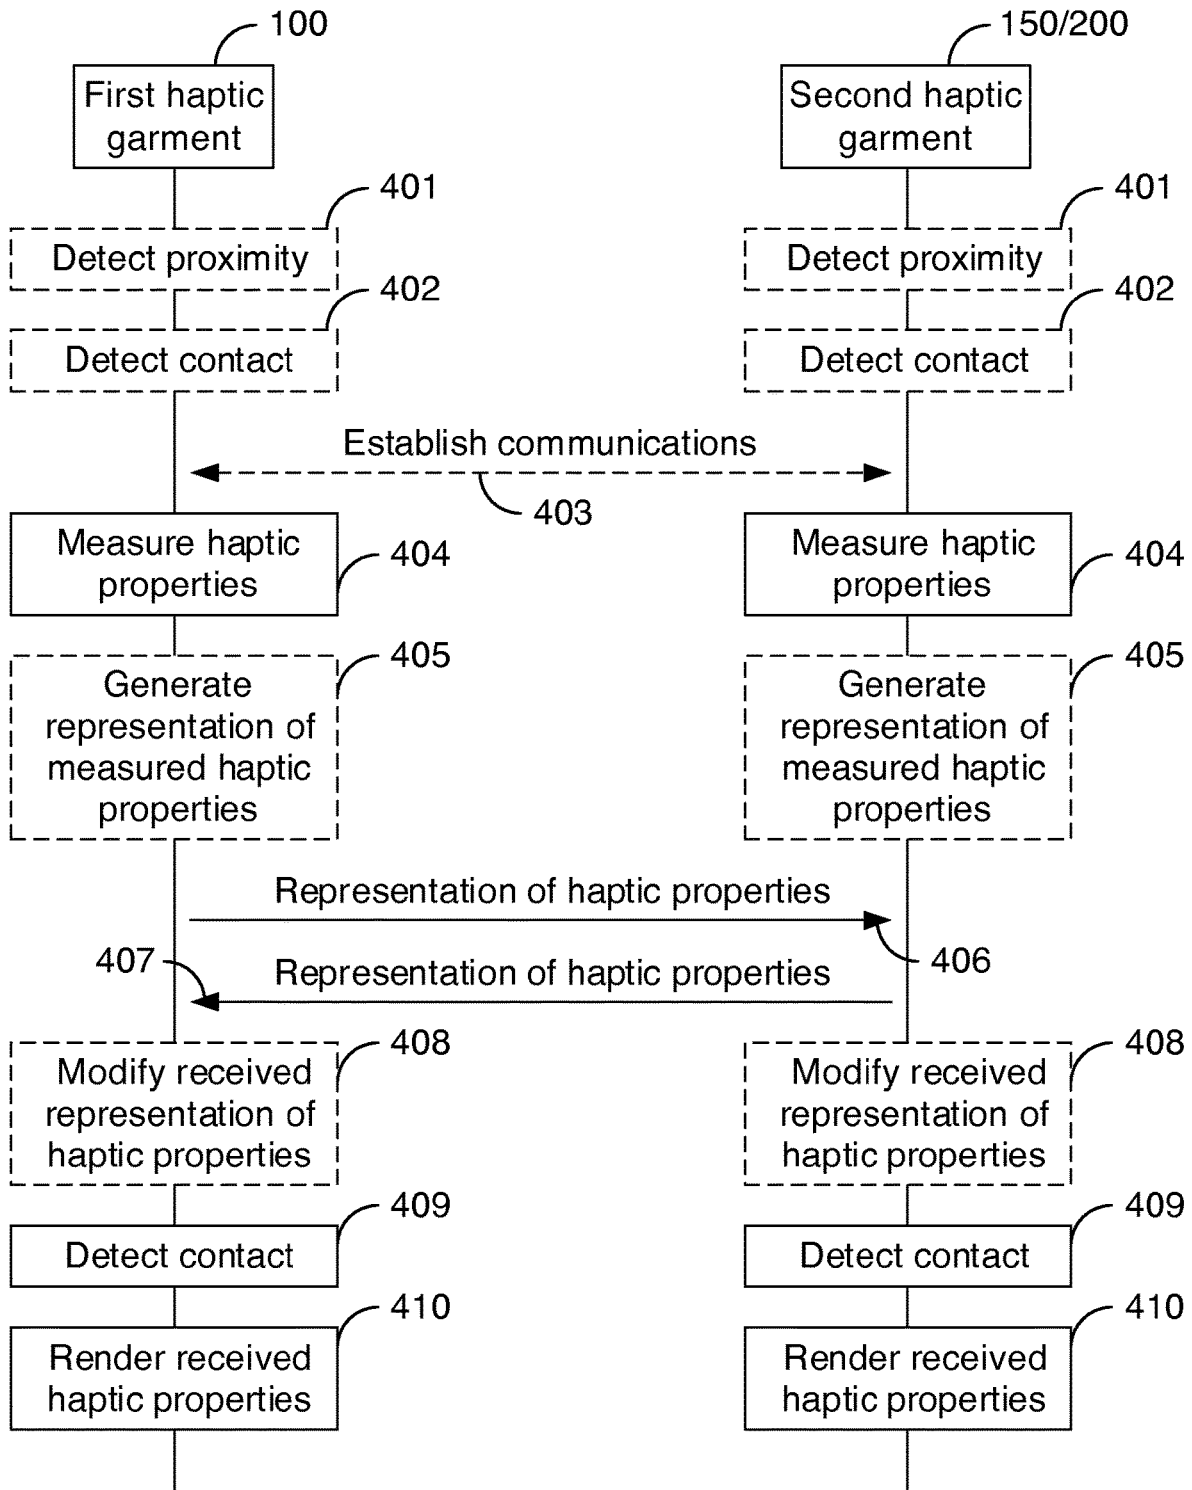 100
150/200
First haptic
garment
Second haptic
garment
401
401
Detect proximity
Detect proximity
402
402
Detect contact
Detect contact
Establish communications
403
Measure haptic
properties
404
Measure haptic
properties
404
405
405
Generate
representation of
measured haptic
properties
Generate
representation of
measured haptic
properties
Representation of haptic properties
407
406
Representation of haptic properties
408
408
Modify received
representation of
haptic properties
Modify received
representation of
haptic properties
409
409
Detect contact
Detect contact
410
410
Render received
haptic properties
Render received
haptic properties